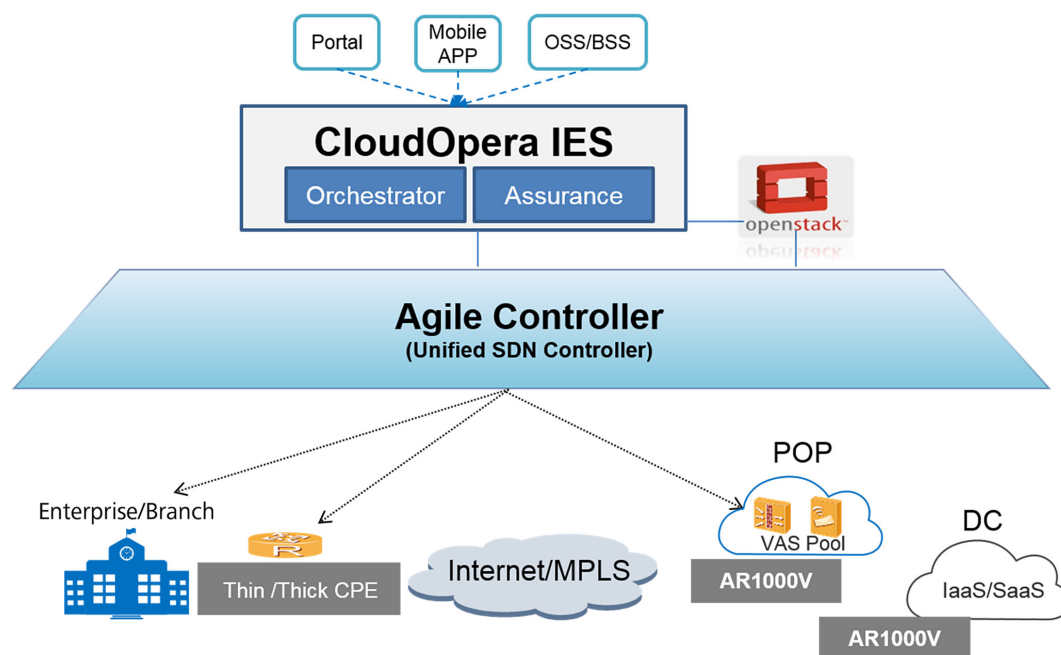 Portal
Mobile
APP
OSS/BSS
CloudOpera IES
Orchestrator
Assurance
openstack™
Agile Controller
(Unified SDN Controller)
POP
Enterprise/Branch
R
VAS Pool
DC
Thin /Thick CPE
Internet/MPLS
AR1000V
IaaS/SaaS
AR1000V